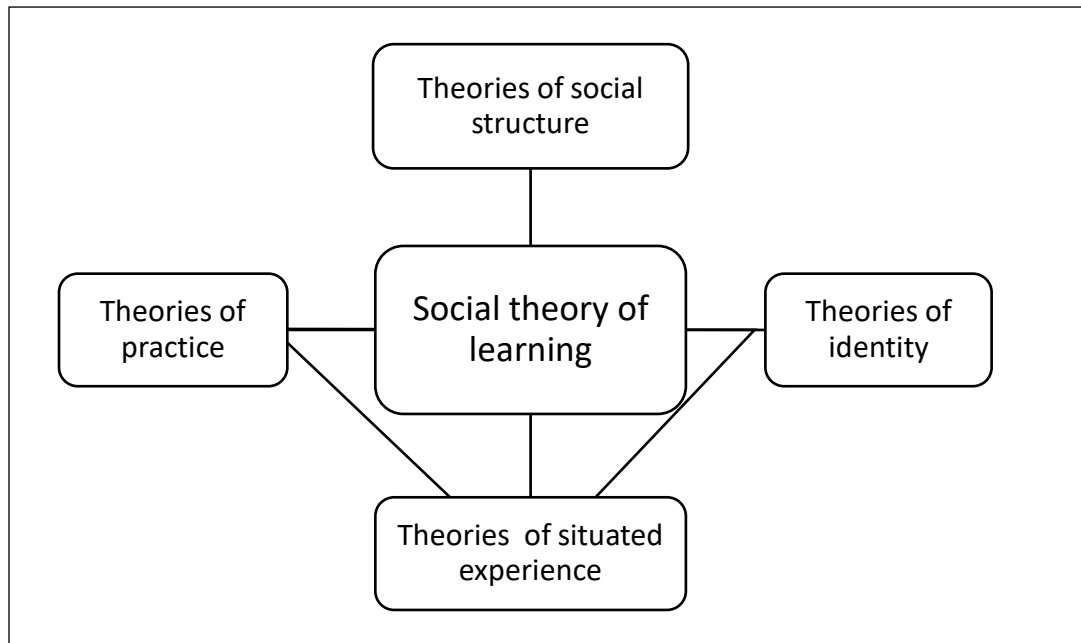 Theories of social
structure
Theories of
practice
Social theory of
learning
Theories of
identity
Theories  of situated
experience